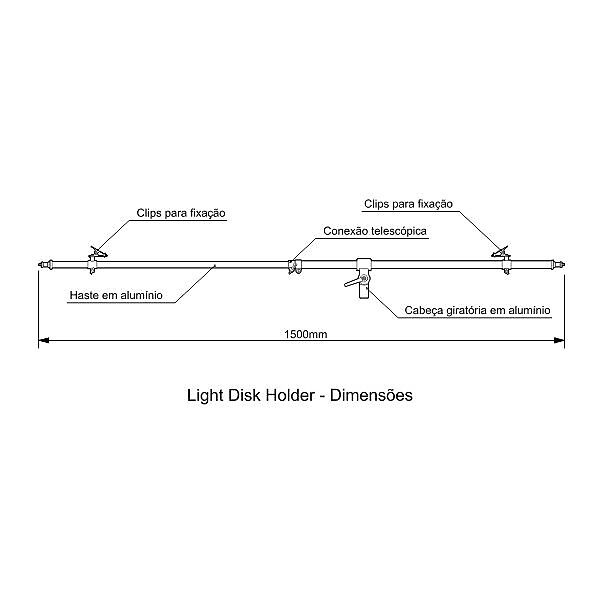 Clips para fixação
Clips para fixação
Conexão telescópica
Haste em alumínio
Cabeça giratória em alumínio
1500mm
Light Disk Holder - Dimensões